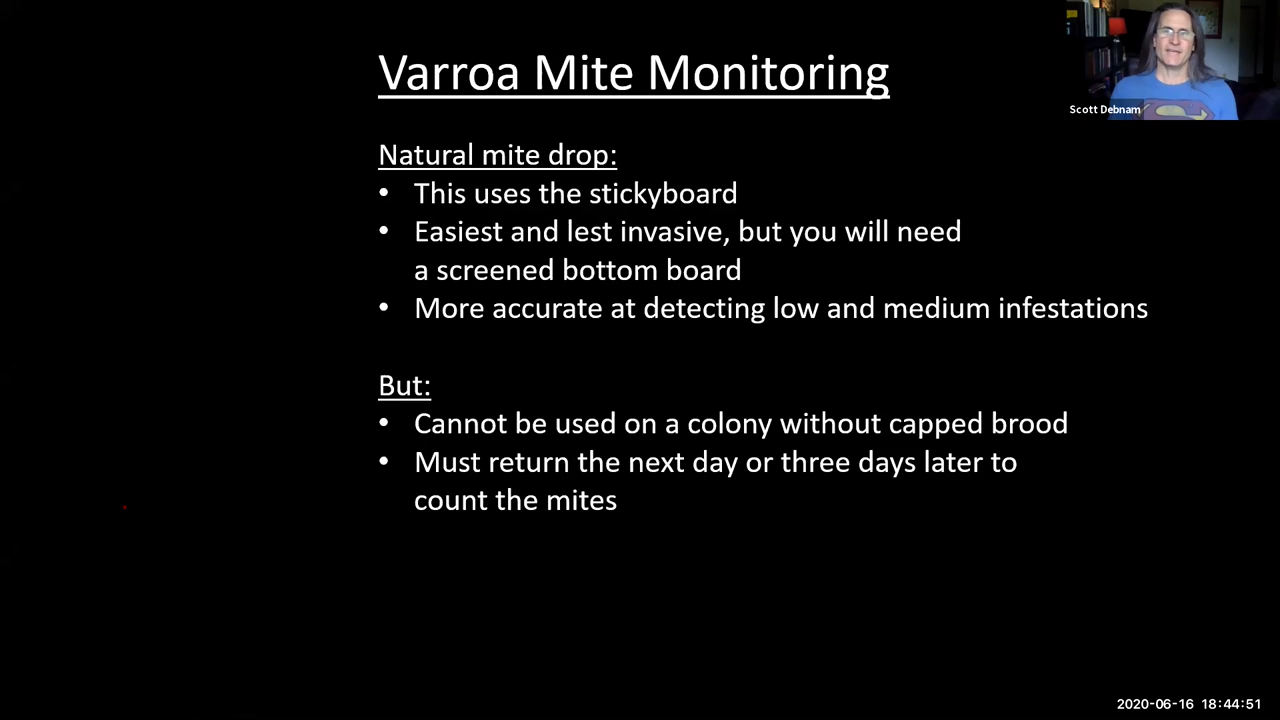 Varroa Mite Monitoring
Scott Debnam
Natural mite drop:
• This uses the stickyboard
• Easiest and lest invasive, but you will need
a screened bottom board
• More accurate at detecting low and medium infestations
But:
• Cannot be used on a colony without capped brood
• Must return the next day or three days later to
count the mites
2020-06-16 18:44:51